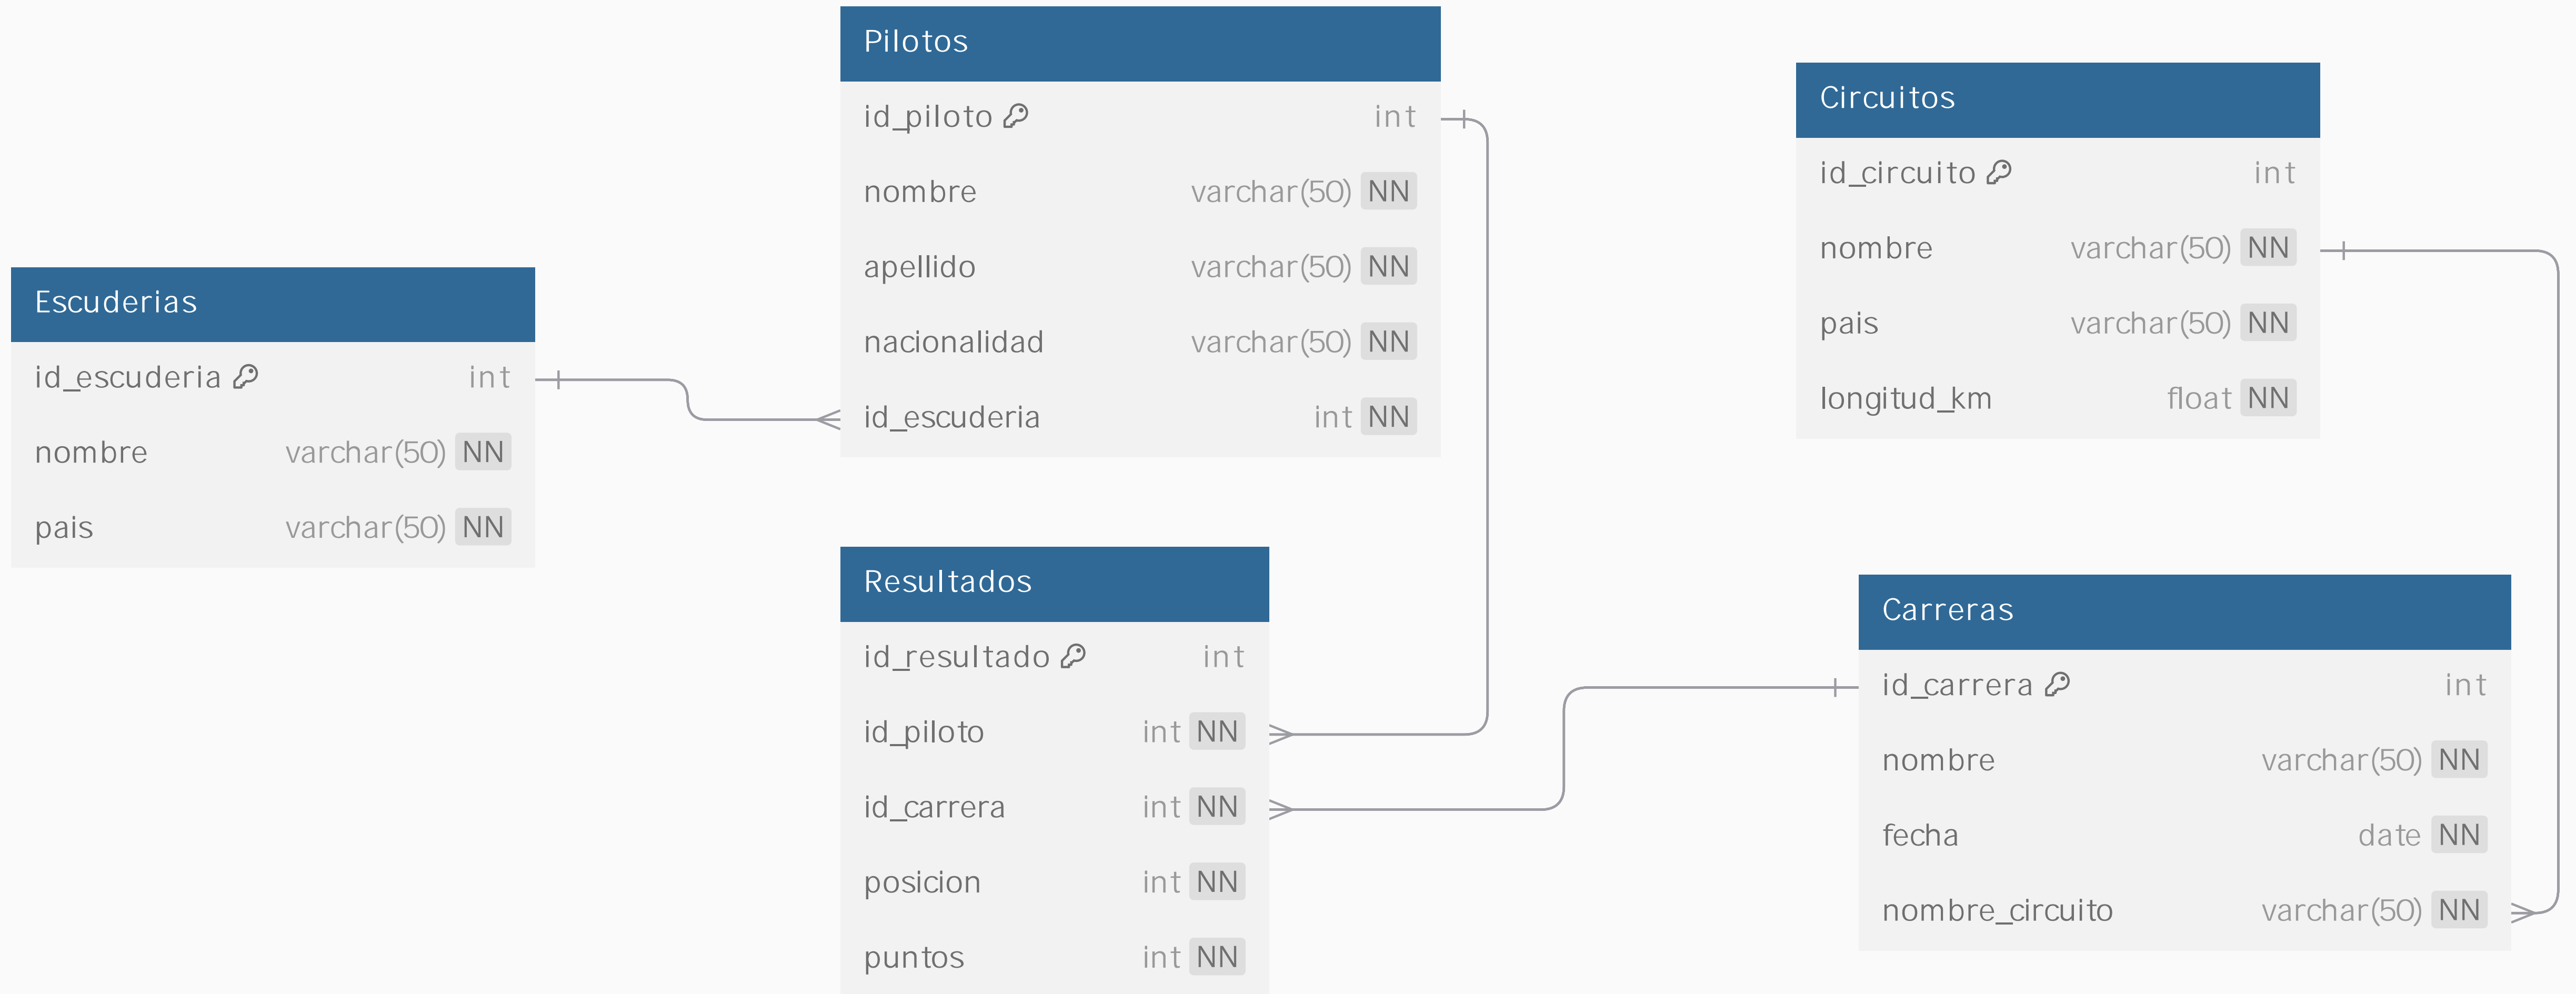 Pilotos
id_piloto int
nombre varchar(50) NN
apellido varchar(50) NN
nacionalidad varchar(50) NN
id_escuderia int NN
Circuitos
id_circuito int
nombre varchar(50) NN
pais varchar(50) NN
longitud_km float NN
Escuderias
id_escuderia int
nombre varchar(50) NN
pais varchar(50) NN
Resultados
id_resultado int
id_piloto int NN
id_carrera int NN
posicion int NN
puntos int NN
Carreras
id_carrera int
nombre varchar(50) NN
fecha date NN
nombre_circuito varchar(50) NN